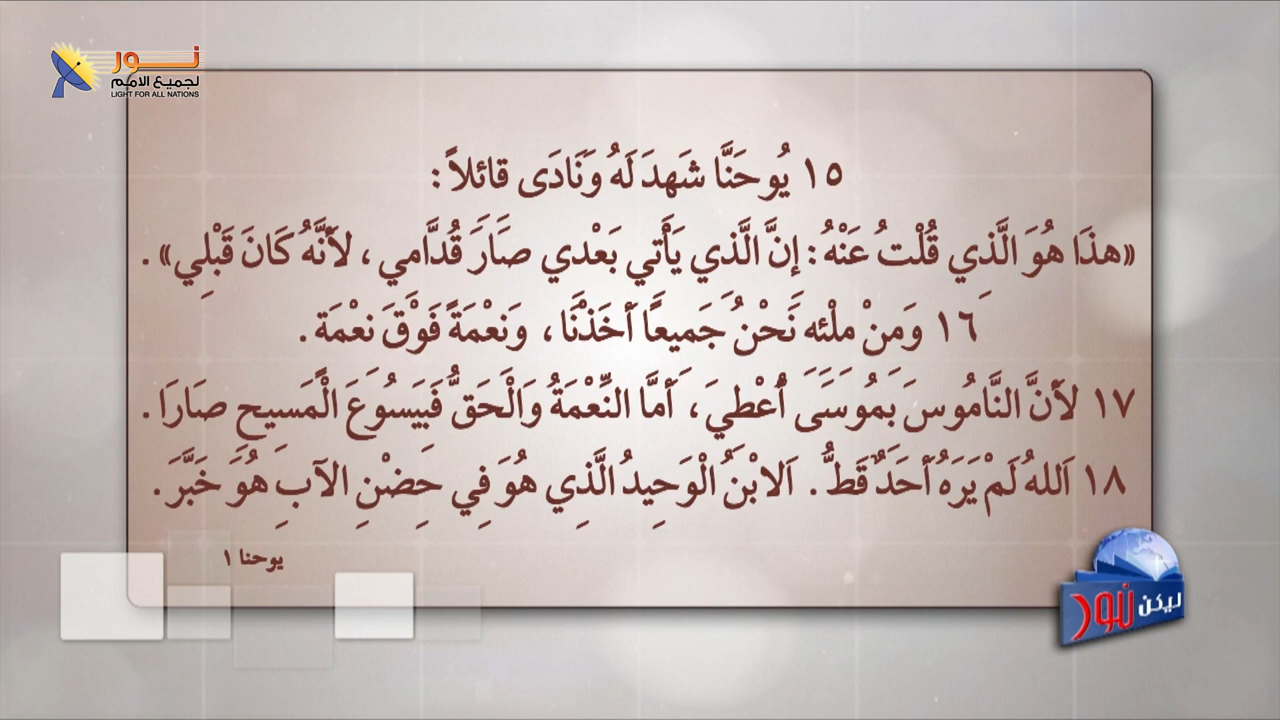 نور
لجميع الامم
LIGHT FOR ALL NATIONS
١٥ يُوحَنَّا شَهِدَ لَهُ وَنَادَى قائلاً:
«هذَا هُوَ الَّذِي قُلْتُ عَنْهُ: إِنَّ الَّذِي يَأْتِي بَعْدِي صَارَ قُدَّامِي، لأَنَّهُ كَانَ قَبْلِي».
١٦ وَمِنْ مِلْئِهِ نَحْنُ جَمِيعًا أَخَذْنَا، وَنِعْمَةً فَوْقَ نِعْمَةٍ.
١٧ لأَنَّ النَّامُوسَ بِمُوسَى أُعْطِيَ، أَمَّا النِّعْمَةُ وَالْحَقُّ فَبِيَسُوعَ الْمَسِيحِ صَارَا.
١٨ اَللهُ لَمْ يَرَهُ أَحَدٌ قَطُّ. اَلابْنُ الْوَحِيدُ الَّذِي هُوَ فِي حِضْنِ الآبِ هُوَ خَبَّرَ.
يوحنا ١
ليكن نور